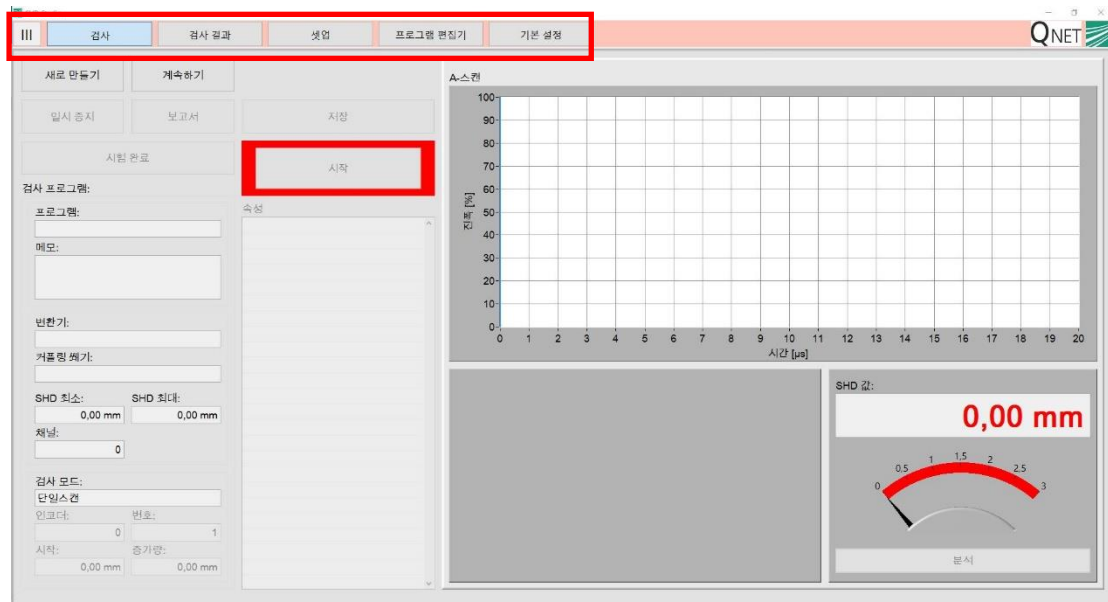 검사
검사 결과
셋업
프로그램 편집기
기본 설정
QNET
새로 만들기
계속하기
일시 중지
보고서
저장
시험 완료
시작
검사 프로그램:
프로그램:
메모:
변환기:
커플링 쐐기:
SHD 최소:
SHD 최대:
0,00 mm
0,00 mm
채널:
0
검사 모드:
단일스캔
인코더:
번호:
0
1
시작:
증가량:
0,00 mm
0,00 mm
속성
A-스캔
진폭 [%]
100
90
80
70
60
50
40
30
20
10
0
0 1 2 3 4 5 6 7 8 9 10 11 12 13 14 15 16 17 18 19 20
시간 [µs]
SHD 값:
0,00 mm
0 0.5 1 1,5 2 2.5 3
분석